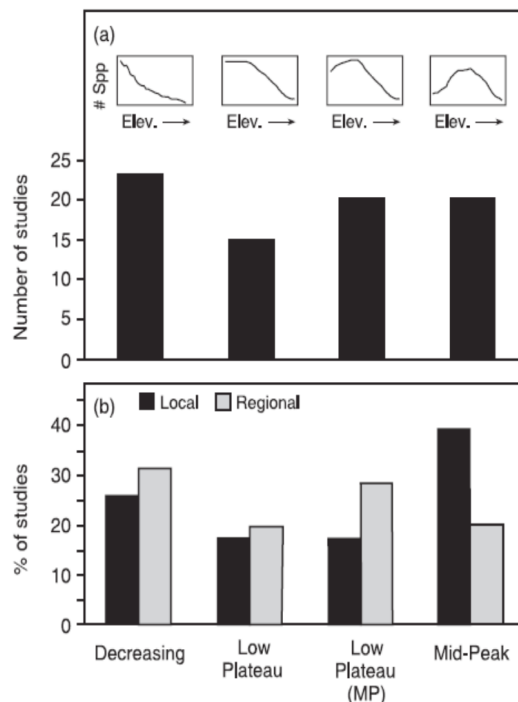 (a)
# Spp
Elev. → Elev. → Elev. → Elev. →
Number of studies
25
20
15
10
5
0
(b) Local Regional
% of studies
40
30
20
10
0
Decreasing
Low
Plateau
Low
Plateau
(MP)
Mid-Peak